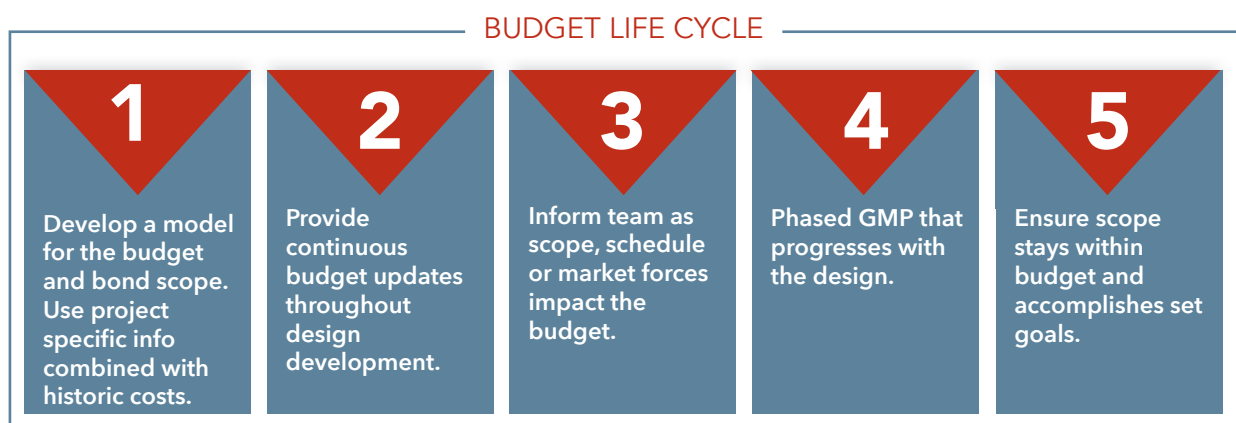 BUDGET LIFE CYCLE
1
Develop a model
for the budget
and bond scope.
Use project
specific info
combined with
historic costs.
2
Provide
continuous
budget updates
throughout
design
development.
3
Inform team as
scope, schedule
or market forces
impact the
budget.
4
Phased GMP that
progresses with
the design.
5
Ensure scope
stays within
budget and
accomplishes set
goals.